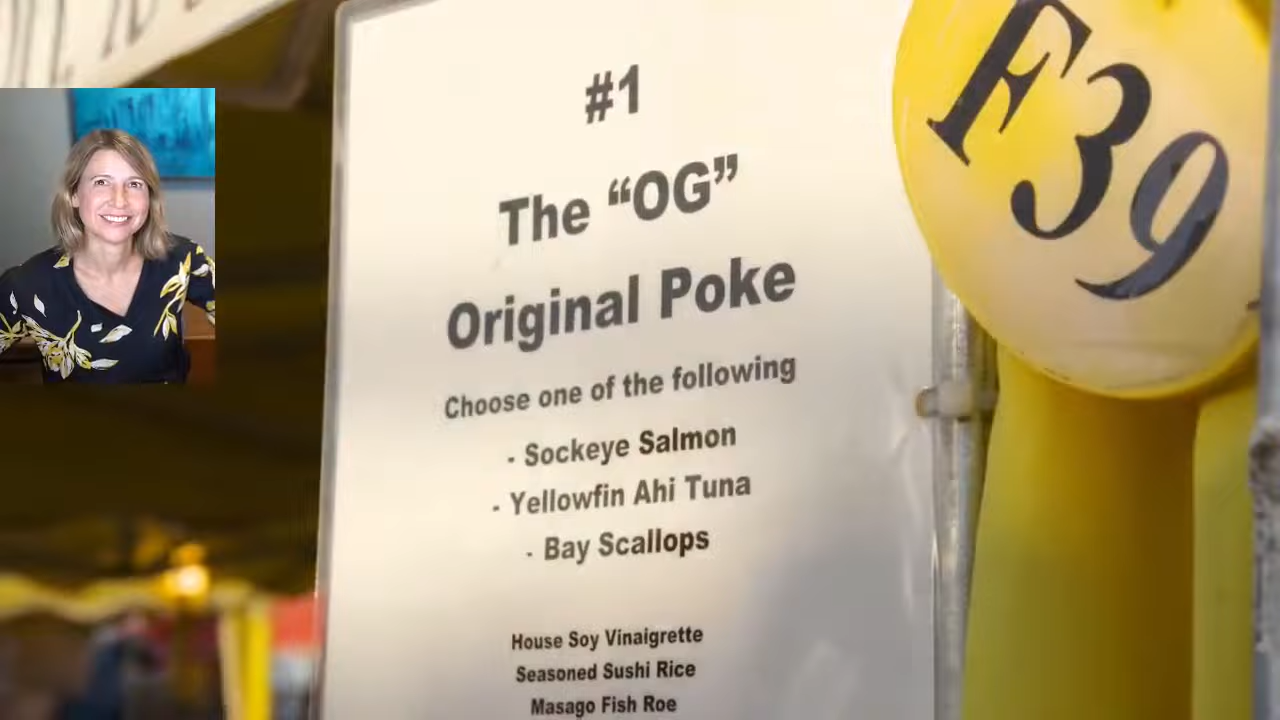 #1
The “OG”
Original Poke
Choose one of the following
- Sockeye Salmon
- Yellowfin Ahi Tuna
- Bay Scallops
House Soy Vinaigrette
Seasoned Sushi Rice
Masago Fish Roe
F39